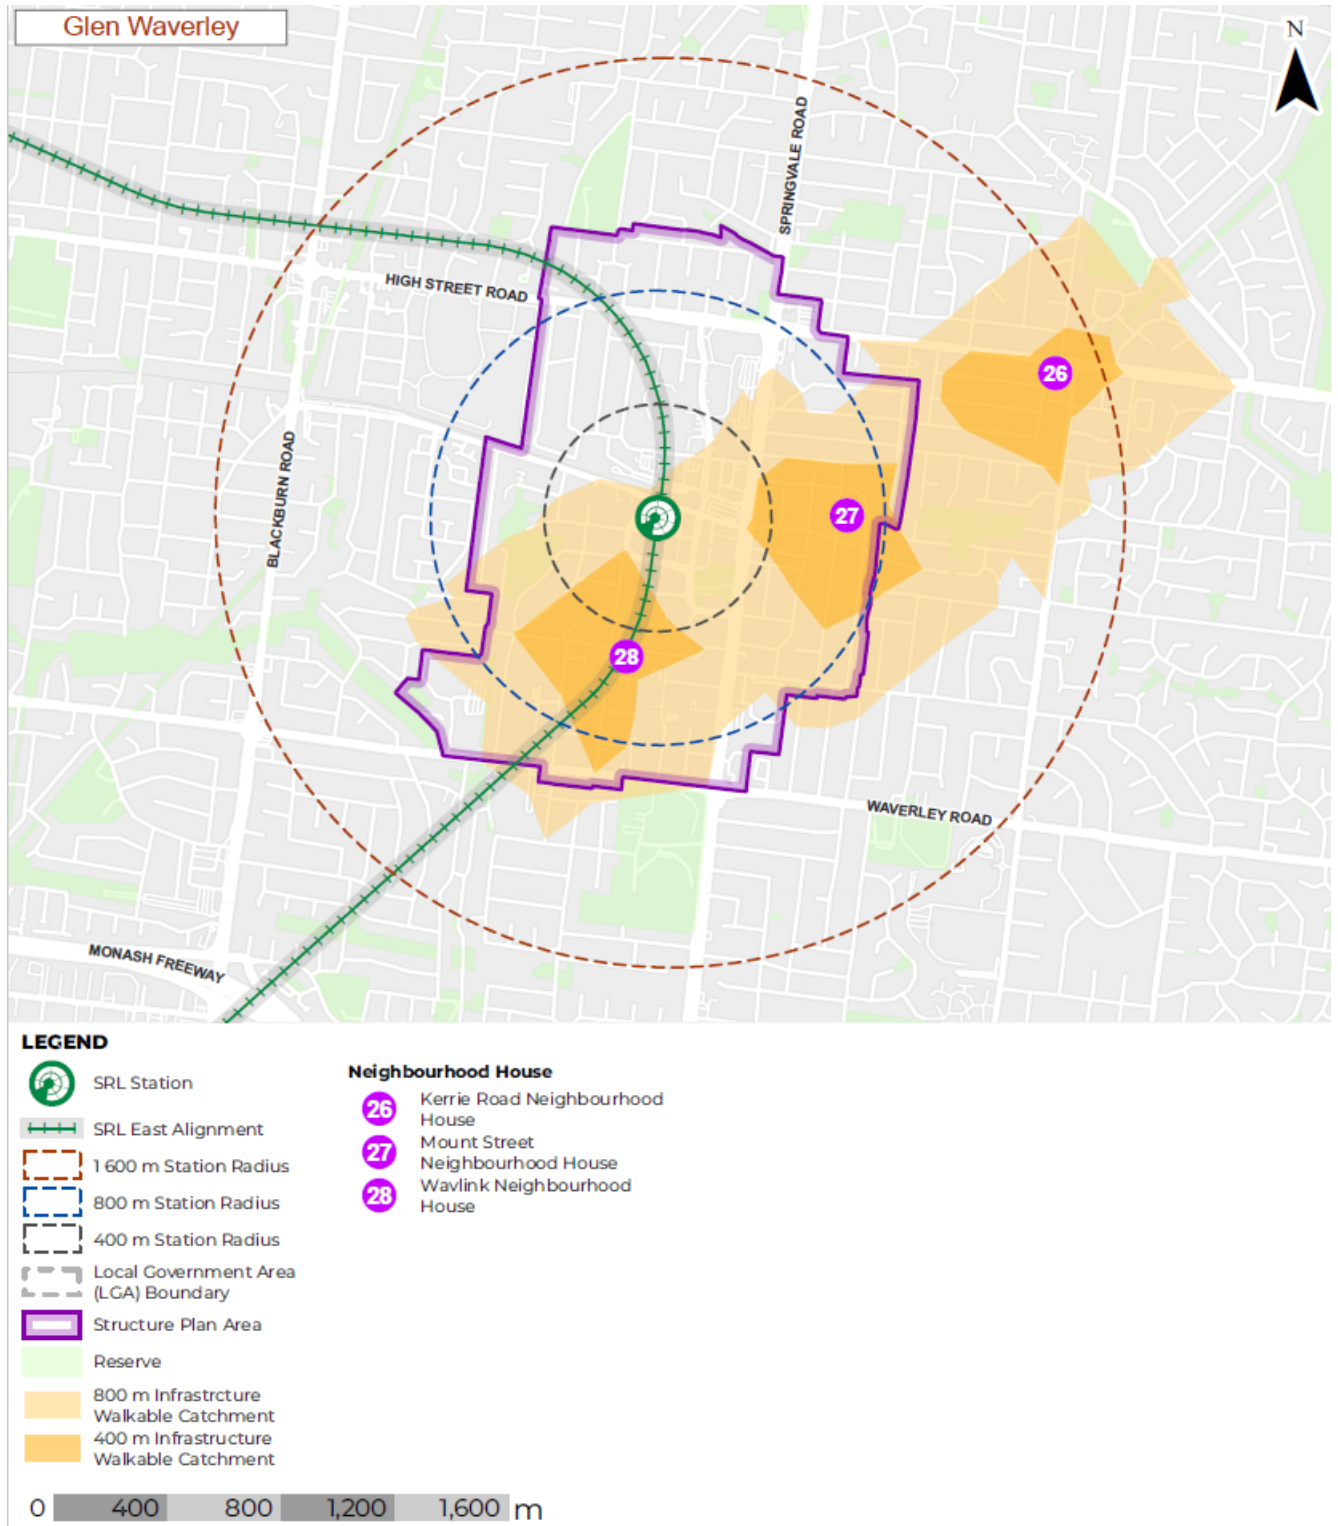 Glen Waverley
N
SPRINGVALE ROAD
HIGH STREET ROAD
26
BLACKBURN ROAD
27
28
WAVERLEY ROAD
MONASH FREEWAY
LEGEND
SRL Station
SRL East Alignment
1 600 m Station Radius
800 m Station Radius
400 m Station Radius
Local Government Area
(LGA) Boundary
Structure Plan Area
Reserve
800 m Infrastrcture
Walkable Catchment
400 m Infrastructure
Walkable Catchment
Neighbourhood House
26 Kerrie Road Neighbourhood
House
27 Mount Street
Neighbourhood House
28 Wavlink Neighbourhood
House
0 400 800 1,200 1,600 m